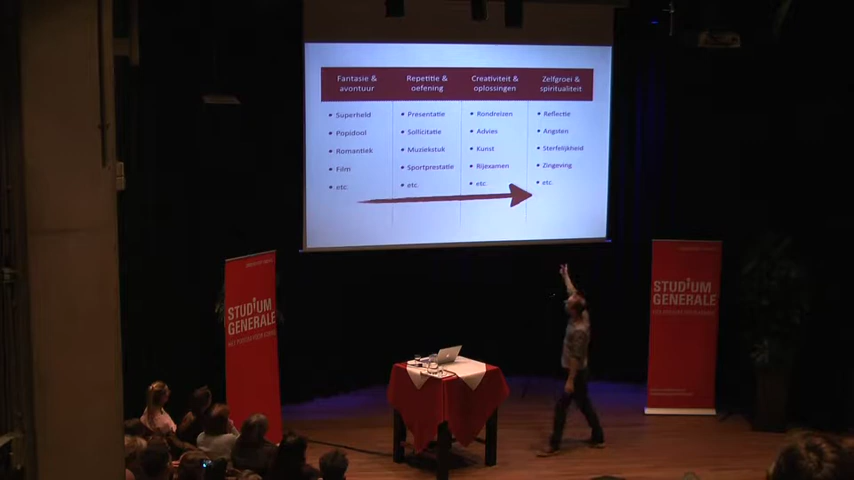 Fantasie &
avontuur
Superheld
Popidool
Romantiek
Film
etc
Repetitie &
oefening
Presentatie
Sollicitatie
Muziekstuk
Sportprestatie
etc
Creativiteit &
oplossingen
Rondreizen
Advies
Kunst
Rijexamen
etc
Zelfgroei &
spiritualiteit
Reflectie
Angsten
Sterfelijkheid
Zingeving
etc
STUDIUM
GENERALE
STUDIUM
GENERALE